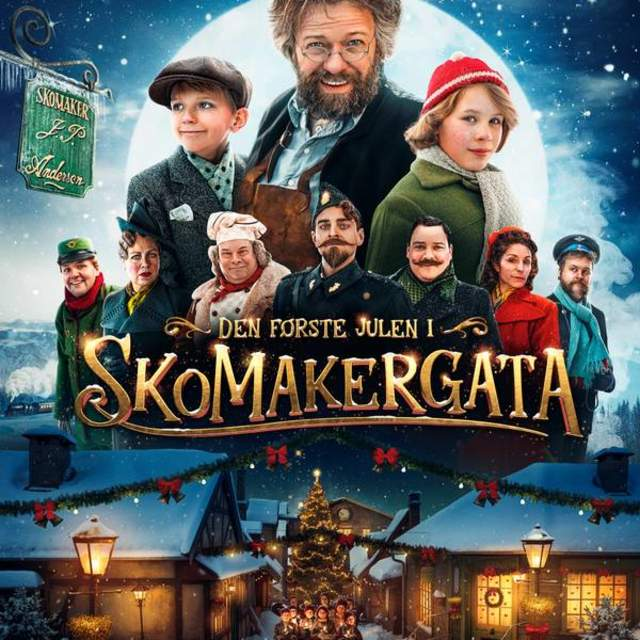 SKOMAKER
J. P.
Andersen
DEN FØRSTE JULEN I
SKOMAKERGATA